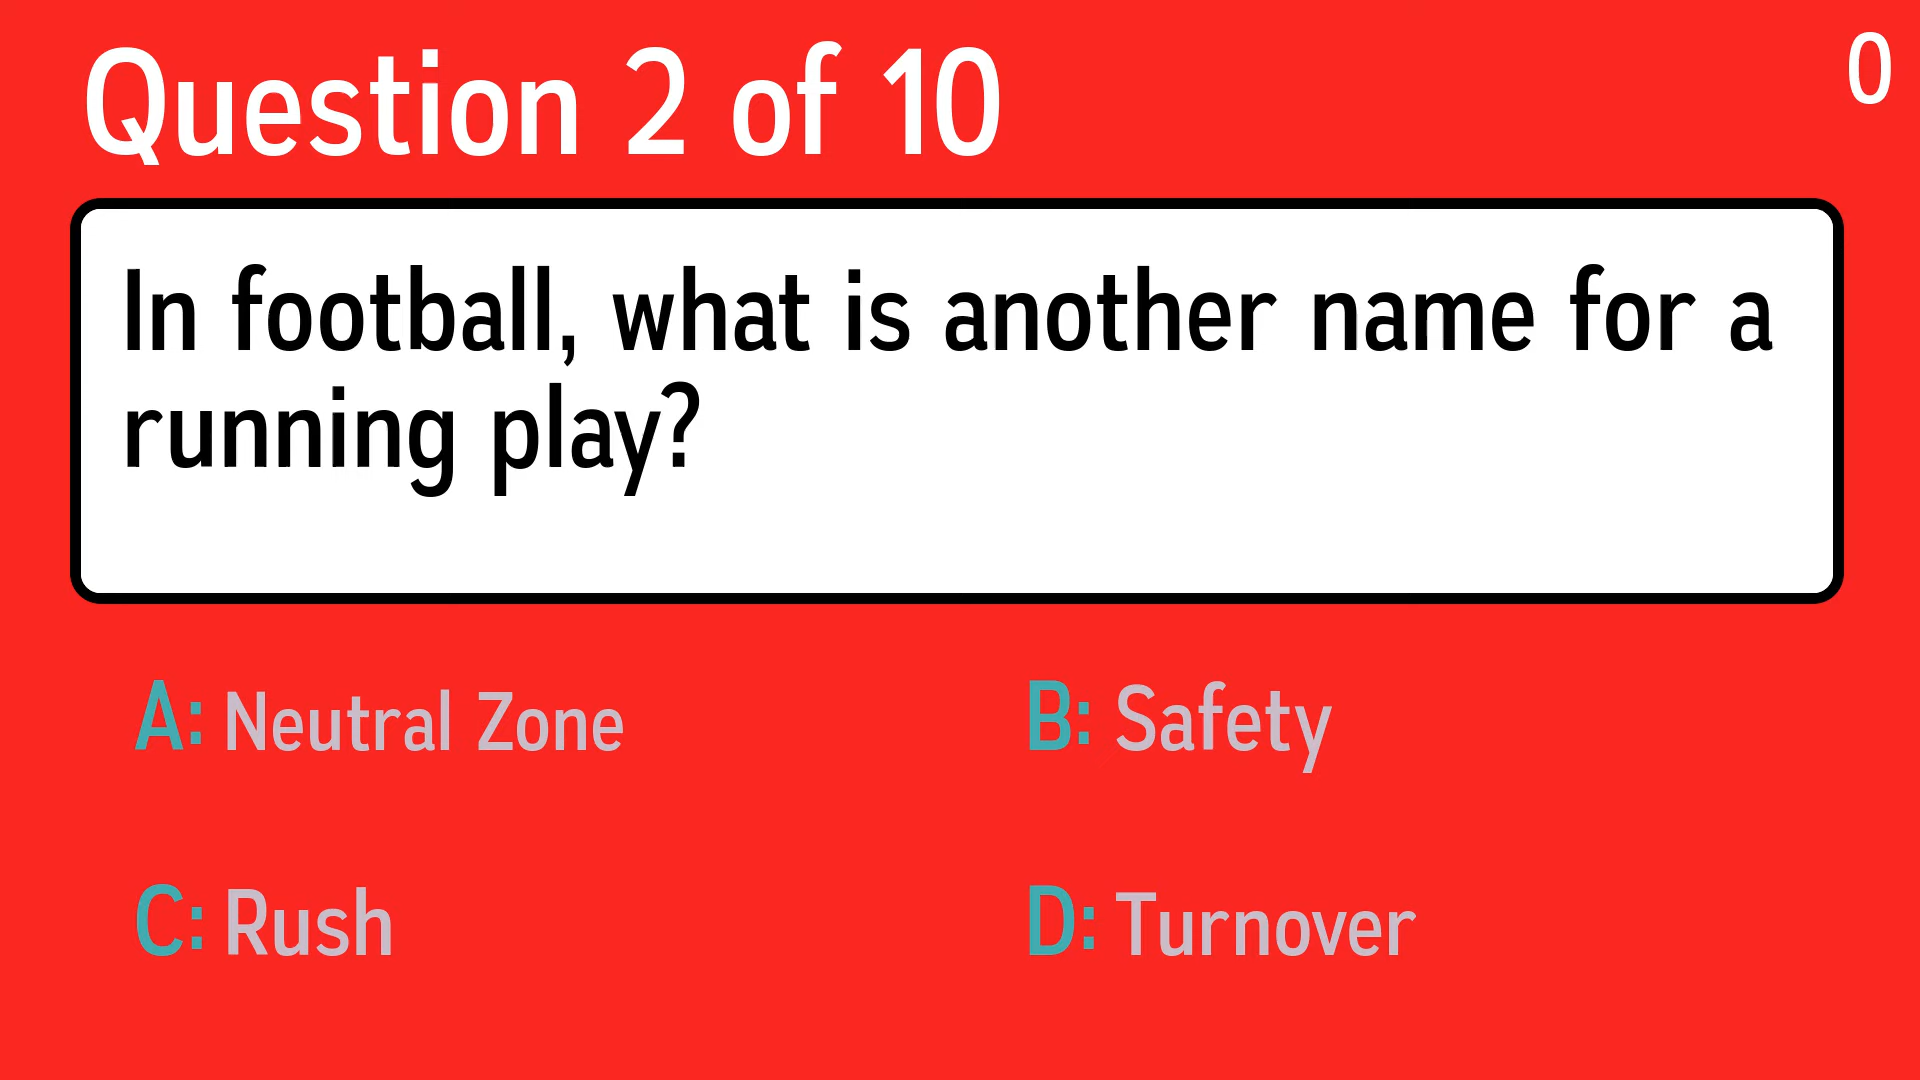 Question 2 of 10
0
In football, what is another name for a
running play?
A: Neutral Zone
B: Safety
C: Rush
D: Turnover